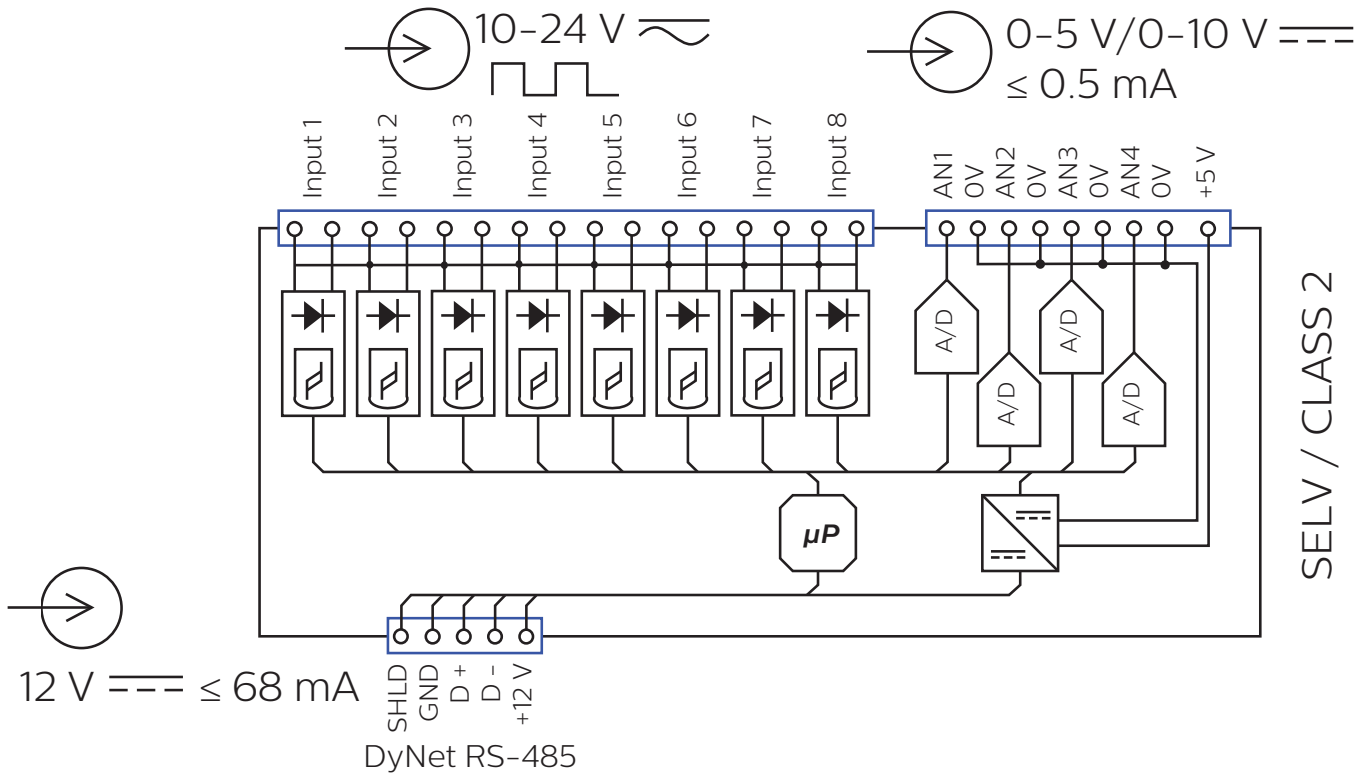 10-24 V
0-5 V/0-10 V
≤ 0.5 mA
Input 1
Input 2
Input 3
Input 4
Input 5
Input 6
Input 7
Input 8
AN1
0V
AN2
0V
AN3
0V
AN4
0V
+5 V
A/D
A/D
A/D
A/D
SELV / CLASS 2
µP
12 V ≤ 68 mA
SHLD
GND
D +
D -
+12 V
DyNet RS-485